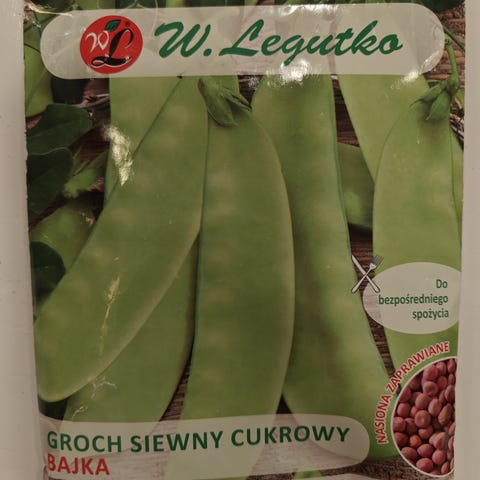 WL
W. Legutko
Do
bezpośredniego
spożycia
NASIONA ZAPRAWIANE
GROCH SIEWNY CUKROWY
BAJKA